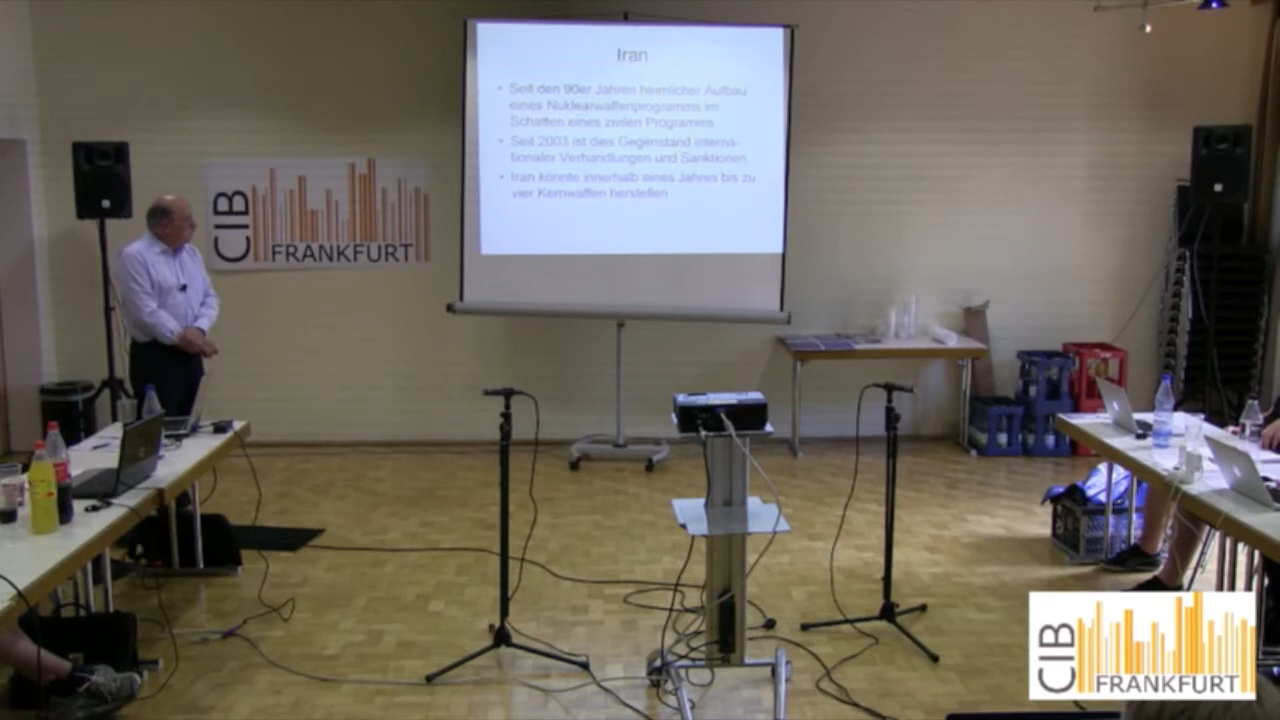 Iran
• Seit den 90er Jahren heimlicher Aufbau
eines Nuklearwaffenprogramms im
Schatten eines zivilen Programms
• Seit 2003 ist dies Gegenstand interna-
tionaler Verhandlungen und Sanktionen
• Iran könnte innerhalb eines Jahres bis zu
vier Kernwaffen herstellen
CIB
FRANKFURT
CIB
FRANKFURT